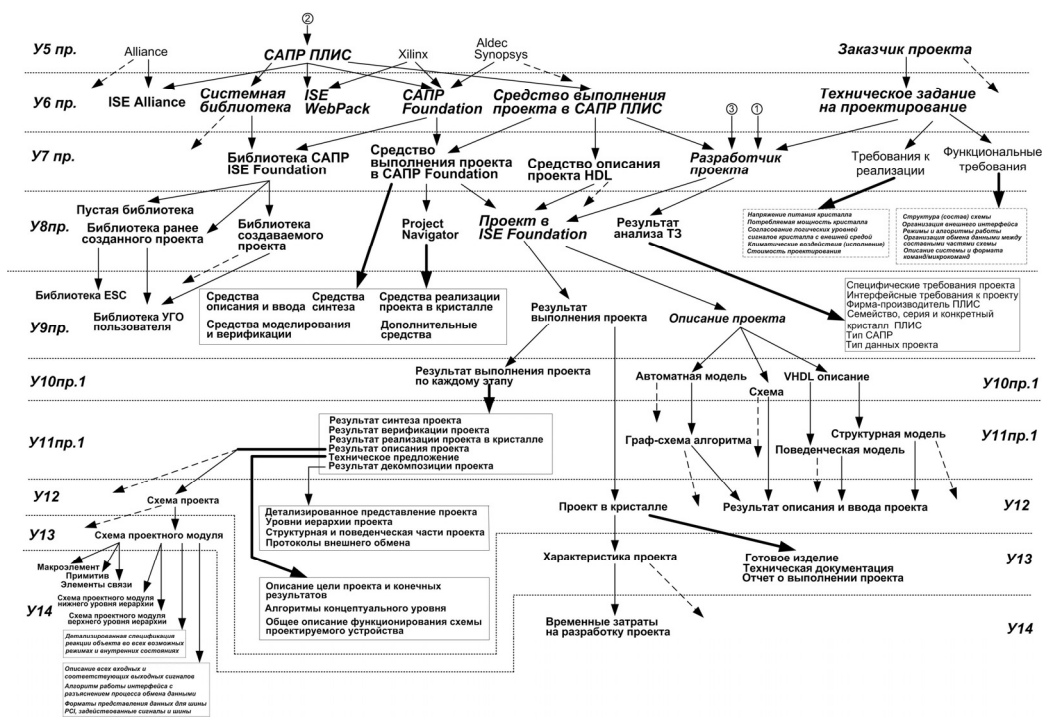 ②
У5 пр.
Alliance
САПР ПЛИС
Xilinx
Aldec
Synopsys
Заказчик проекта
У6 пр.
ISE Alliance
Системная
библиотека
ISE
WebPack
САПР
Foundation
Средство выполнения
проекта в САПР ПЛИС
Техническое задание
на проектирование
③
①
У7 пр.
Библиотека САПР
ISE Foundation
Средство
выполнения проекта
в САПР Foundation
Средство описания
проекта HDL
Разработчик
проекта
Требования к
реализации
Функциональные
требования
У8пр.
Пустая библиотека
Библиотека ранее
созданного проекта
Библиотека
создаваемого
проекта
Project
Navigator
Проект в
ISE Foundation
Результат
анализа ТЗ
Напряжение питания кристалла
Потребляемая мощность кристалла
Согласование логических уровней
сигналов кристалла с внешней средой
Климатические воздействия (исполнение)
Стоимость проектирования
Структура (состав) схемы
Организация внешнего интерфейса
Режимы и алгоритмы работы
Организация обмена данными между
составными частями схемы
Описание системы и формата
команд/микрокоманд
У9пр.
Библиотека ESC
Библиотека УГО
пользователя
Средства
описания и ввода
Средства
синтеза
Средства реализации
проекта в кристалле
Средства моделирования
и верификации
Дополнительные
средства
Результат
выполнения проекта
Описание проекта
Специфические требования проекта
Интерфейсные требования к проекту
Фирма-производитель ПЛИС
Семейство, серия и конкретный
кристалл ПЛИС
Тип САПР
Тип данных проекта
У10пр.1
Результат выполнения проекта
по каждому этапу
Автоматная модель
Схема
VHDL описание
У10пр.1
У11пр.1
Результат синтеза проекта
Результат верификации проекта
Результат реализации проекта в кристалле
Результат описания проекта
Техническое предложение
Результат декомпозиции проекта
Граф-схема алгоритма
Структурная модель
Поведенческая модель
У11пр.1
У12
Схема проекта
Детализированное представление проекта
Уровни иерархии проекта
Структурная и поведенческая части проекта
Протоколы внешнего обмена
Проект в кристалле
Результат описания и ввода проекта
У12
У13
Схема проектного модуля
Характеристика проекта
Готовое изделие
Техническая документация
Отчет о выполнении проекта
У13
Макроэлемент
Примитив
Элементы связи
Описание цели проекта и конечных
результатов
Алгоритмы концептуального уровня
Общее описание функционирования схемы
проектируемого устройства
У14
Схема проектного модуля
нижнего уровня иерархии
Схема проектного модуля
верхнего уровня иерархии
Временные затраты
на разработку проекта
У14
Детализированная спецификация
реакции объекта во всех возможных
режимах и внутренних состояниях
Описание всех входных и
соответствующих выходных сигналов
Алгоритм работы интерфейса с
разъяснением процесса обмена данными
Форматы представления данных для шины
PCI, задействованные сигналы и шины